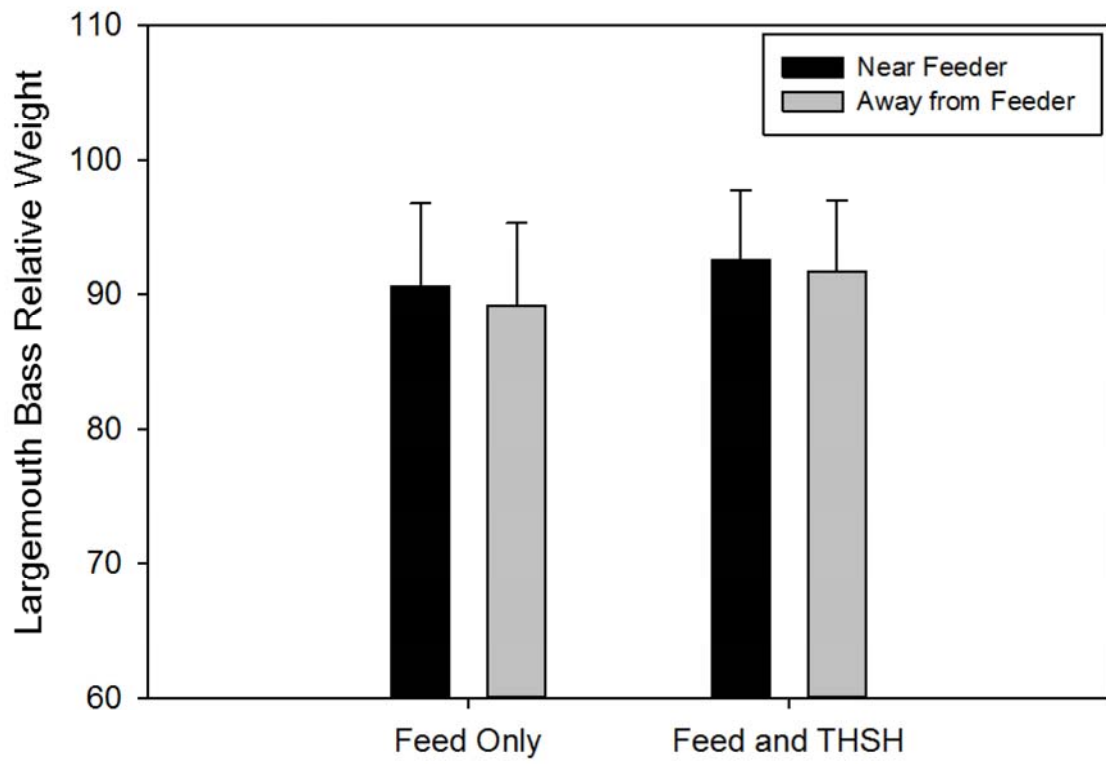 110
100
90
80
70
60
Largemouth Bass Relative Weight
Near Feeder
Away from Feeder
Feed Only
Feed and THSH